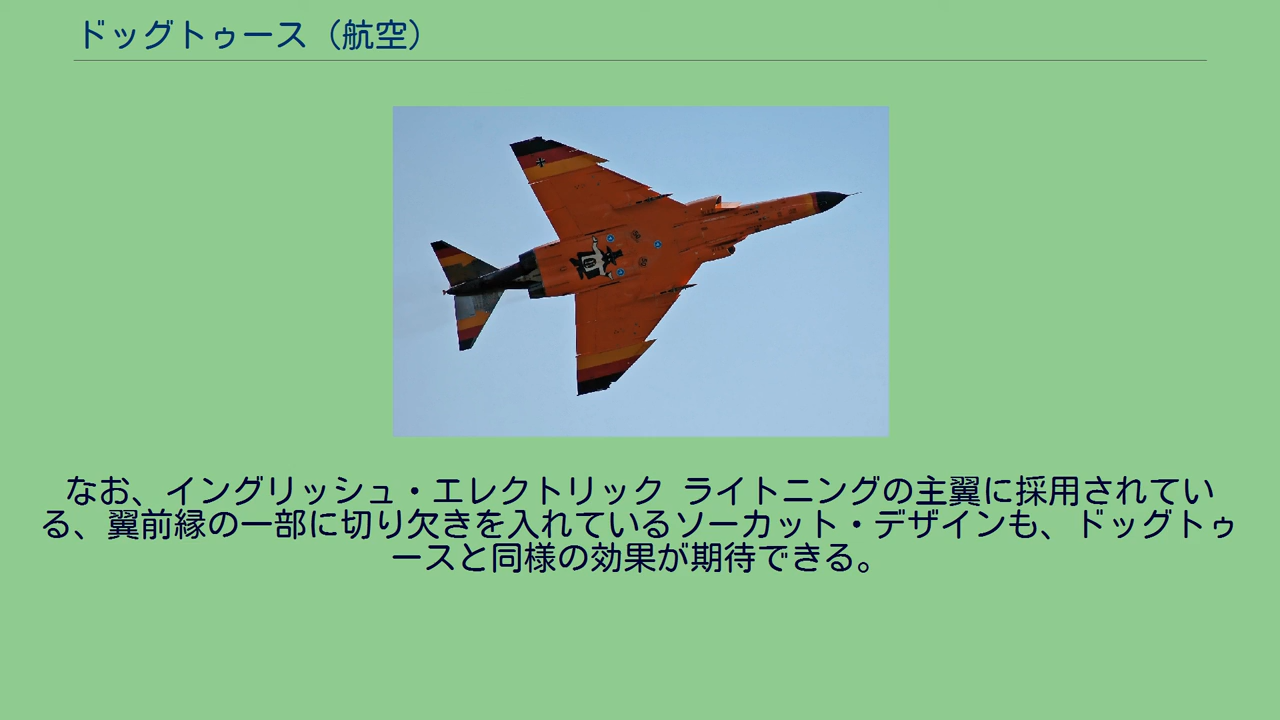 ドッグトゥース（航空）
なお、イングリッシュ・エレクトリック ライトニングの主翼に採用されてい
る、翼前縁の一部に切り欠きを入れているソーカット・デザインも、ドッグトゥ
ースと同様の効果が期待できる。